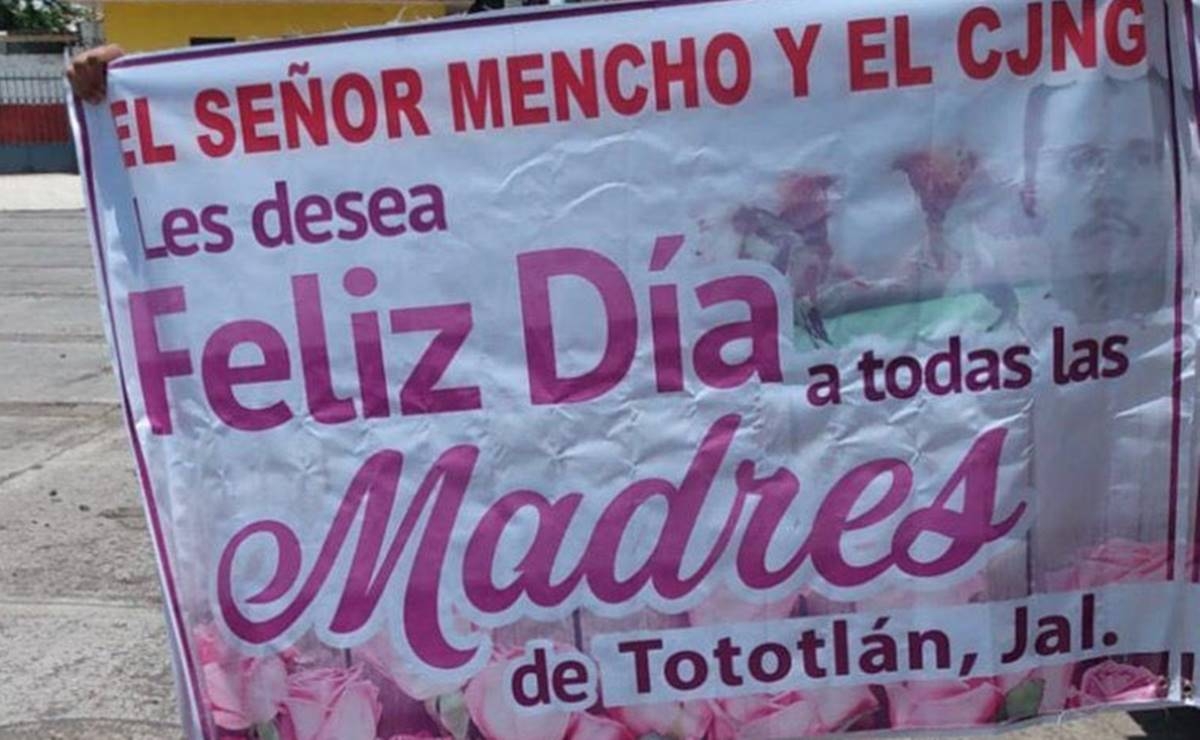 EL SEÑOR MENCHO Y EL CJNG
Les desea
Feliz Día a todas las
Madres
de Tototlán, Jal.